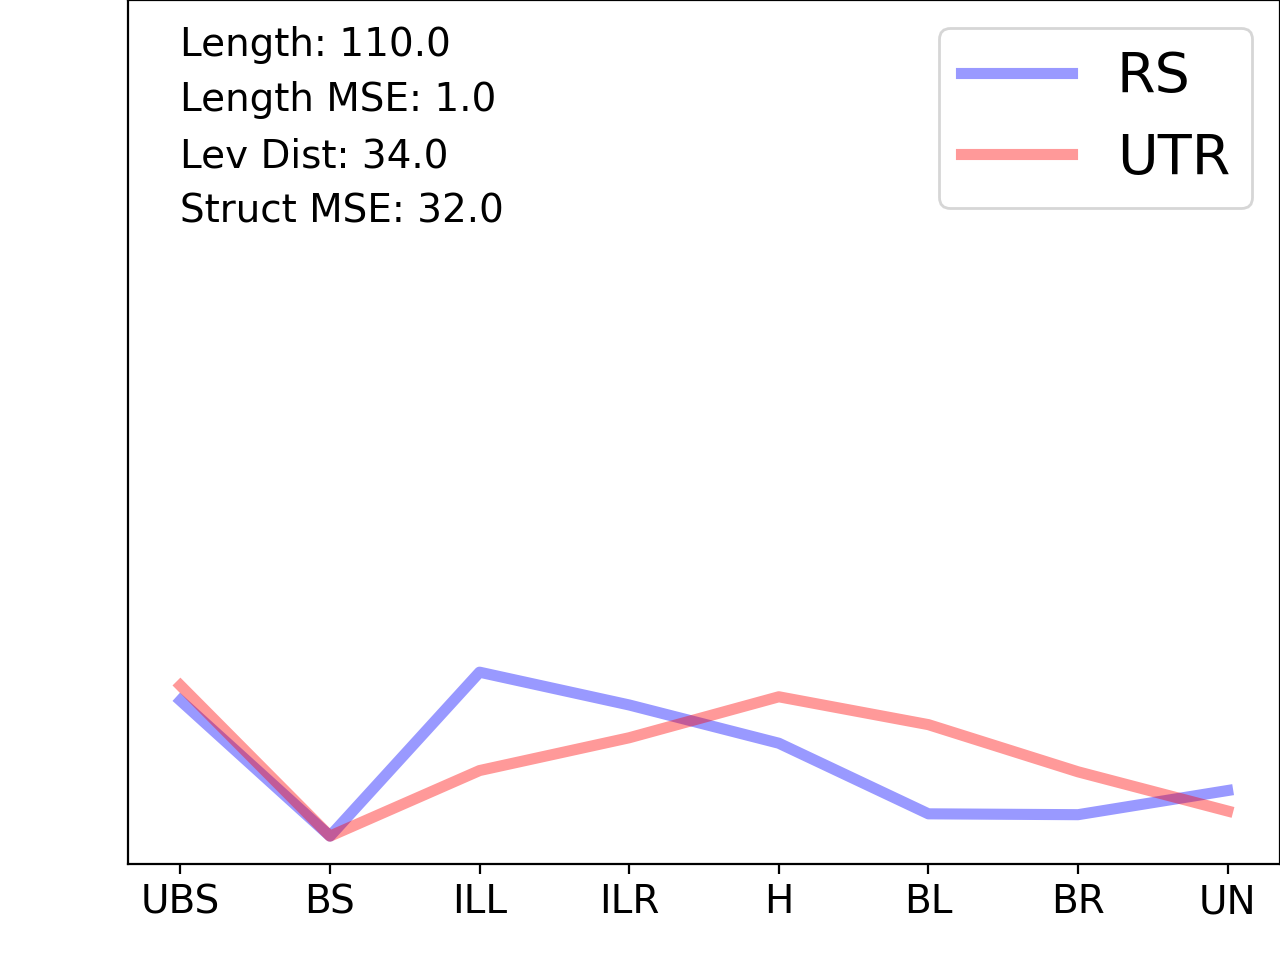 Length: 110.0
Length MSE: 1.0
Lev Dist: 34.0
Struct MSE: 32.0
RS
UTR
UBS BS ILL ILR H BL BR UN